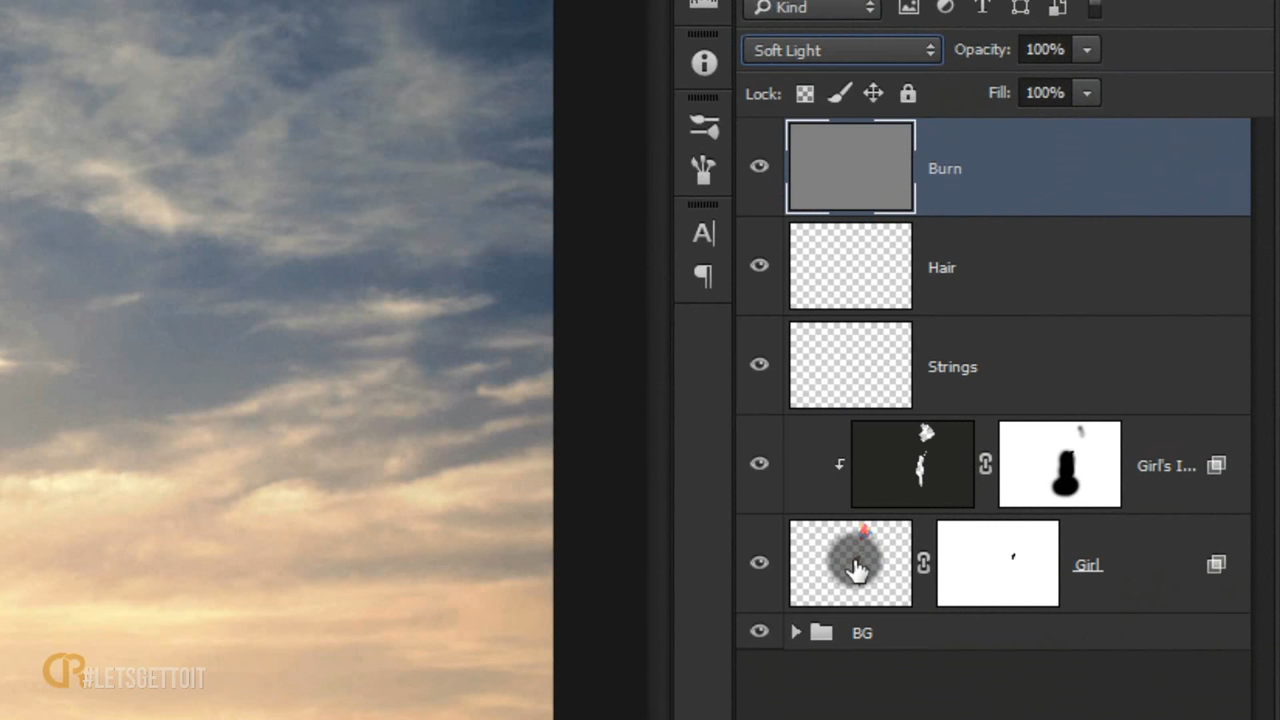 Kind
Soft Light
Opacity: 100%
Lock:
Fill: 100%
Burn
Hair
Strings
Girl's I...
Girl
BG
#LETSGETTOIT